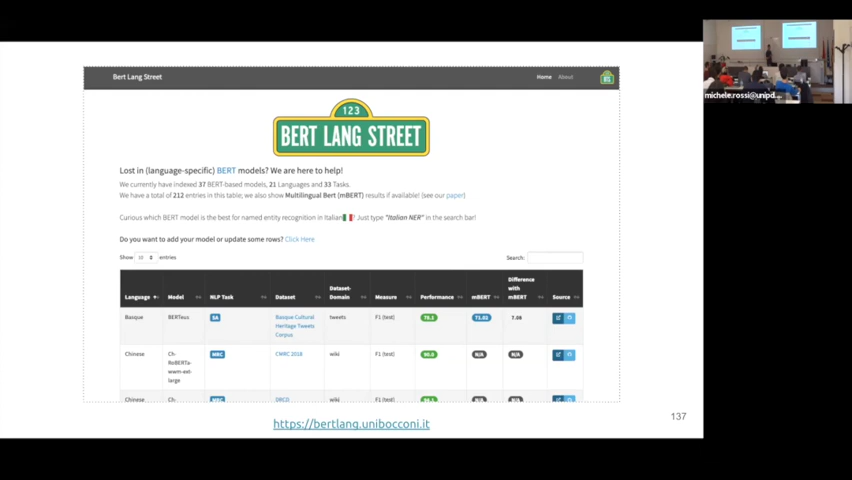 Bert Lang Street
Home About
123
BERT LANG STREET
Lost in (language-specific) BERT models? We are here to help!
We currently have indexed 37 BERT-based models, 21 Languages and 33 Tasks.
We have a total of 212 entries in this table, we also show Multilingual Bert (mBERT) results if available! (see our paper)
Curious which BERT model is the best for named entity recognition in Italian? Just type "Italian NER" in the search bar!
Do you want to add your model or update some rows? Click Here
Show 10 entries Search:
Language Model NLP Task Dataset Dataset-Domain Measure Performance mBERT Difference with mBERT Source
Basque BERTeus SA Basque Cultural Heritage Tweets Corpus tweets F1 (test) 78.1 71.02 7.08
Chinese Ch-RoBERTa-wwm-ext-large MRC CMRC 2018 wiki F1 (test) 90.0 N/A N/A
Chinese MRC DRCD wiki F1 (test) N/A N/A
https://bertlang.unibocconi.it
137
michele.rossi@unipd....